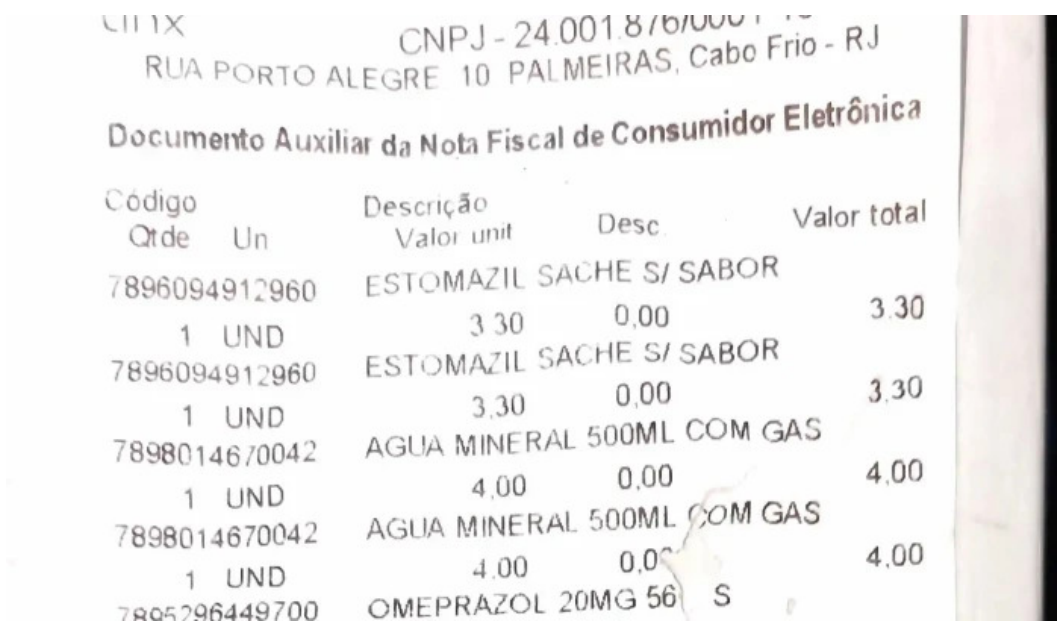 CNPJ - 24.001.876/0001
RUA PORTO ALEGRE 10 PALMEIRAS, Cabo Frio - RJ
Documento Auxiliar da Nota Fiscal de Consumidor Eletrônica
Código Descrição
Qtde Un Valor unit Desc. Valor total
7896094912960 ESTOMAZIL SACHE S/ SABOR
1 UND 3.30 0,00 3.30
7896094912960 ESTOMAZIL SACHE S/ SABOR
1 UND 3,30 0,00 3,30
7898014670042 AGUA MINERAL 500ML COM GAS
1 UND 4,00 0,00 4,00
7898014670042 AGUA MINERAL 500ML COM GAS
1 UND 4,00 0,0 4,00
7895296449700 OMEPRAZOL 20MG 56 S